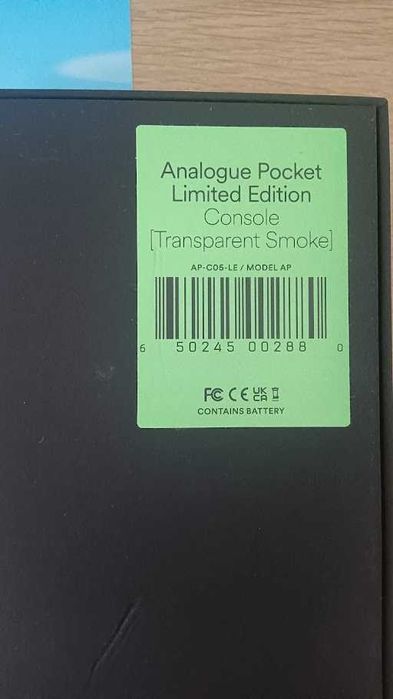 Analogue Pocket
Limited Edition
Console
[Transparent Smoke]
AP-C05-LE / MODEL AP
6 50245 00288 0
FC CE UK CA
CONTAINS BATTERY